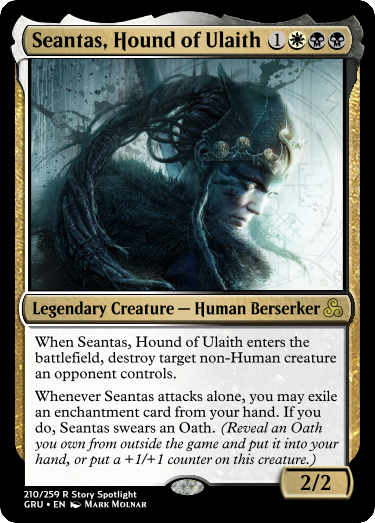 Seantas, Hound of Ulaith 1
Legendary Creature — Human Berserker
When Seantas, Hound of Ulaith enters the
battlefield, destroy target non-Human creature
an opponent controls.
Whenever Seantas attacks alone, you may exile
an enchantment card from your hand. If you
do, Seantas swears an Oath. (Reveal an Oath
you own from outside the game and put it into your
hand, or put a +1/+1 counter on this creature.)
2/2
210/259 R Story Spotlight
GRU • EN Mark Molnar